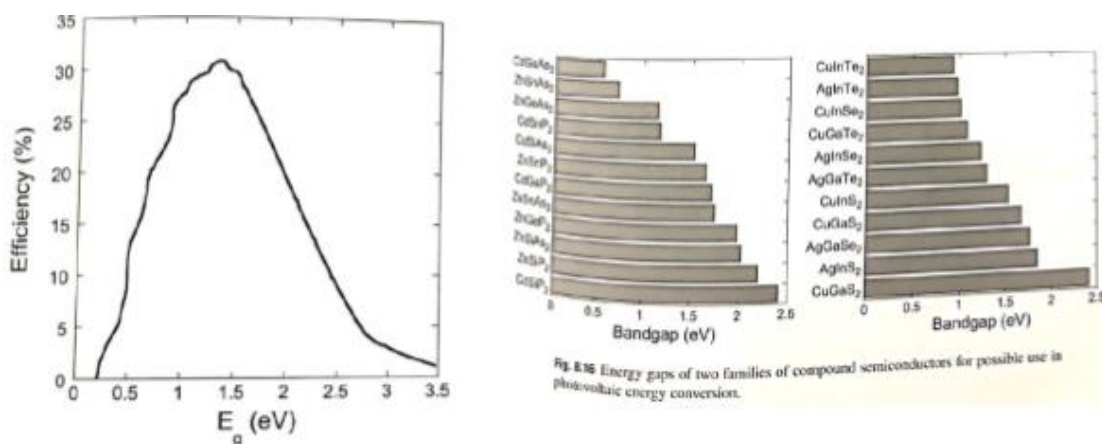 35
30
25
20
15
10
5
0
Efficiency (%)
0 0.5 1 1.5 2 2.5 3 3.5
E_g (eV)
CdGeAs₂
ZnSnAs₂
ZnGeAs₂
CdSnP₂
CdSiAs₂
ZnSnP₂
CdGeP₂
ZnSnAs₂
ZnGeP₂
ZnSiAs₂
ZnSiP₂
CdSiP₂
0 0.5 1 1.5 2 2.5
Bandgap (eV)
CuInTe₂
AgInTe₂
CuInSe₂
CuGaTe₂
AgInSe₂
AgGaTe₂
CuInS₂
CuGaS₂
AgGaSe₂
AgInS₂
CuGaS₂
0 0.5 1 1.5 2 2.5
Bandgap (eV)
Fig. 8.16 Energy gaps of two families of compound semiconductors for possible use in
photovoltaic energy conversion.